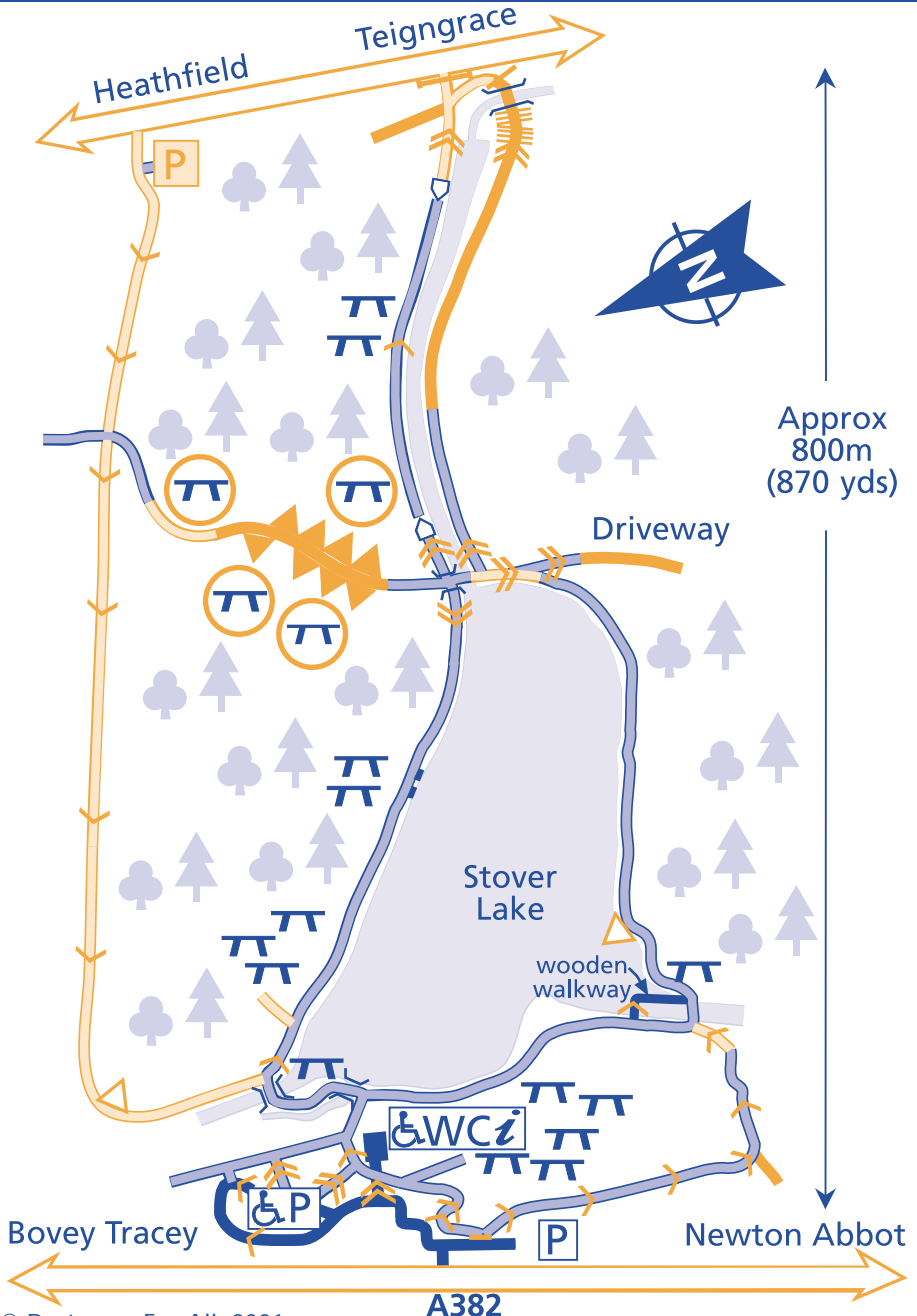 Teigngrace
Heathfield
P
N
Approx
800m
(870 yds)
Driveway
Stover
Lake
wooden
walkway
WC i
P
Bovey Tracey
P
Newton Abbot
A382